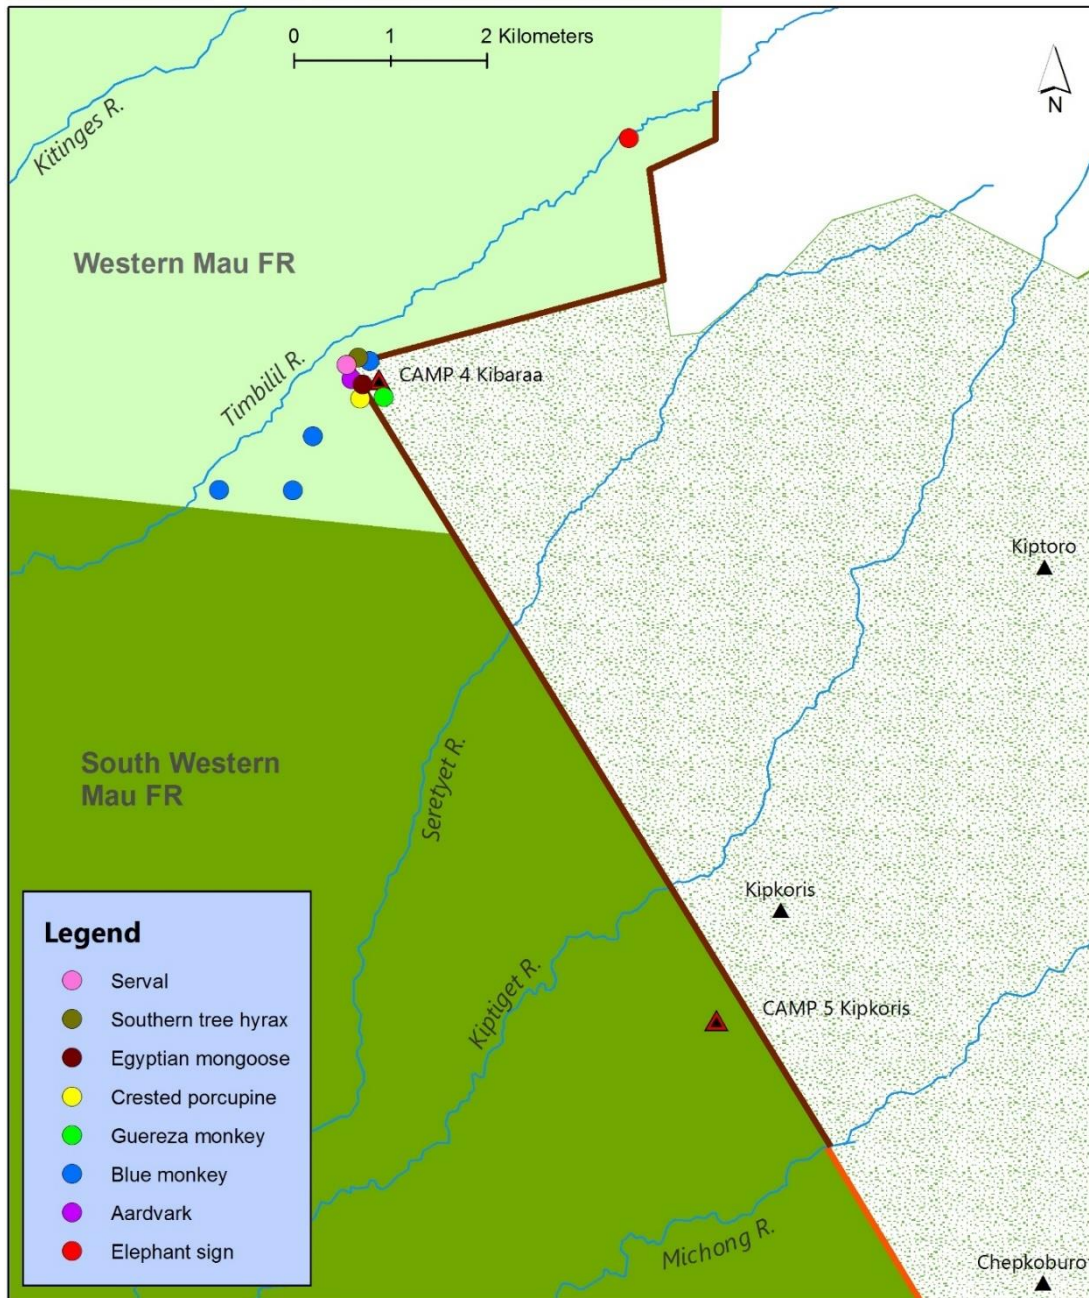 0 1 2 Kilometers
N
Kitinges R.
Western Mau FR
Timbilil R.
CAMP 4 Kibaraa
Kiptoro
South Western
Mau FR
Seretyet R.
Kipkoris
Kiptiget R.
CAMP 5 Kipkoris
Michong R.
Chepkoburot
Legend
Serval
Southern tree hyrax
Egyptian mongoose
Crested porcupine
Guereza monkey
Blue monkey
Aardvark
Elephant sign